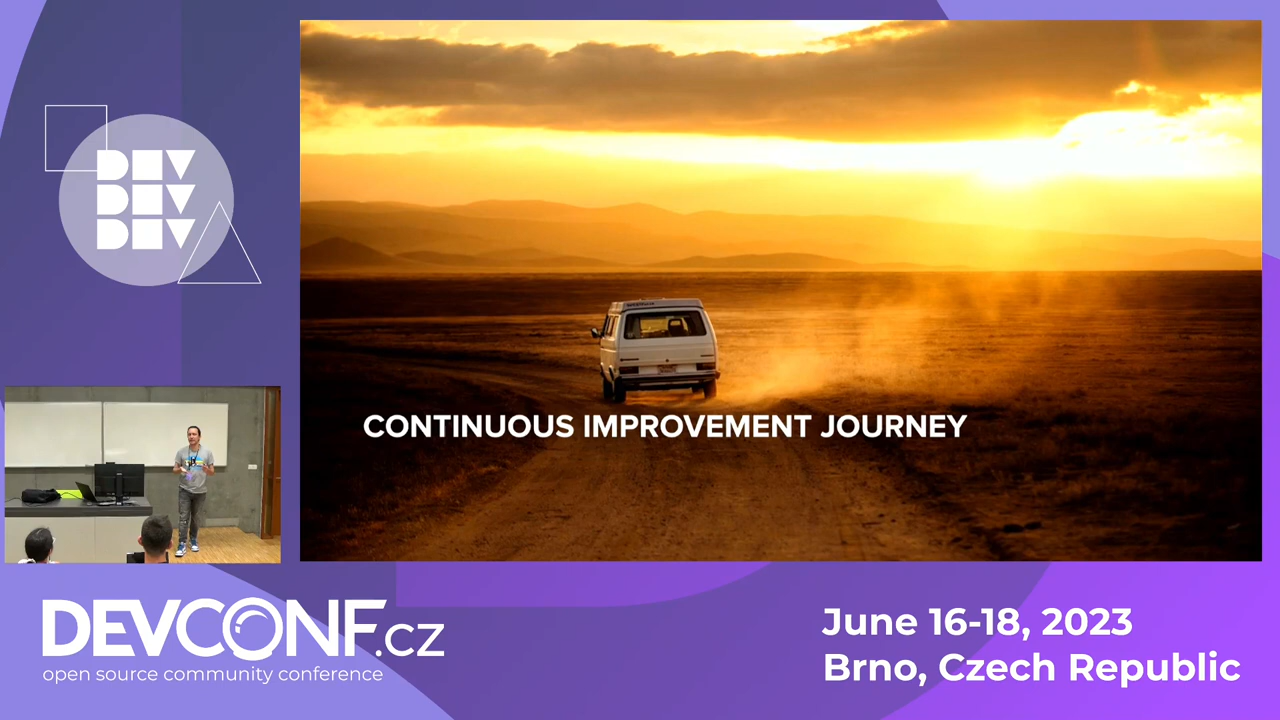 DEV
DEV
DEV
CONTINUOUS IMPROVEMENT JOURNEY
DEVCONF.cz
open source community conference
June 16-18, 2023
Brno, Czech Republic